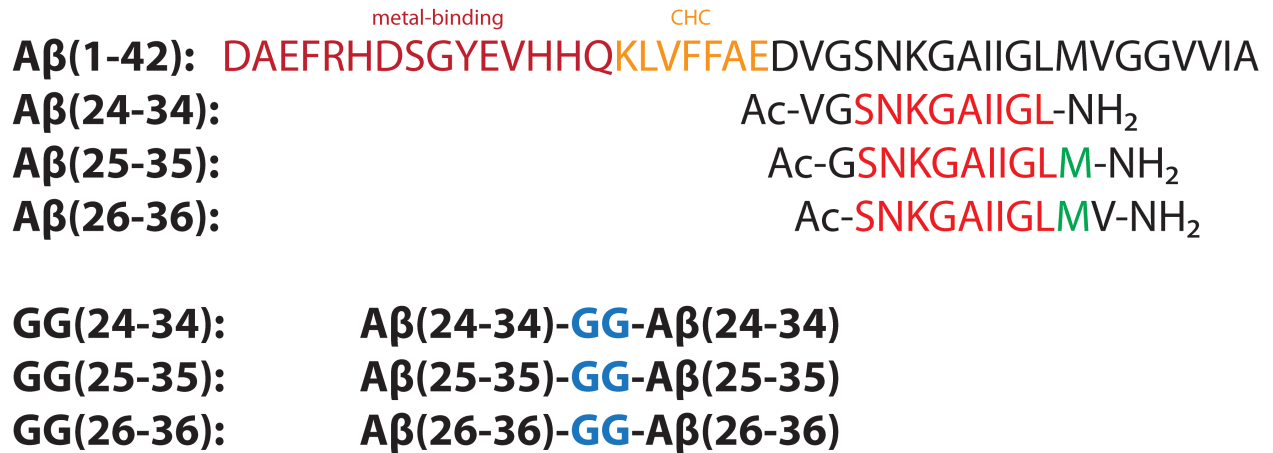 metal-binding CHC
Aβ(1-42): DAEFRHDSGYEVHHQKLVFFAEDVGSNKGAIIGLMVGGVVIA
Aβ(24-34): Ac-VGSNKGAIIGL-NH₂
Aβ(25-35): Ac-GSNKGAIIGLM-NH₂
Aβ(26-36): Ac-SNKGAIIGLMV-NH₂
GG(24-34): Aβ(24-34)-GG-Aβ(24-34)
GG(25-35): Aβ(25-35)-GG-Aβ(25-35)
GG(26-36): Aβ(26-36)-GG-Aβ(26-36)